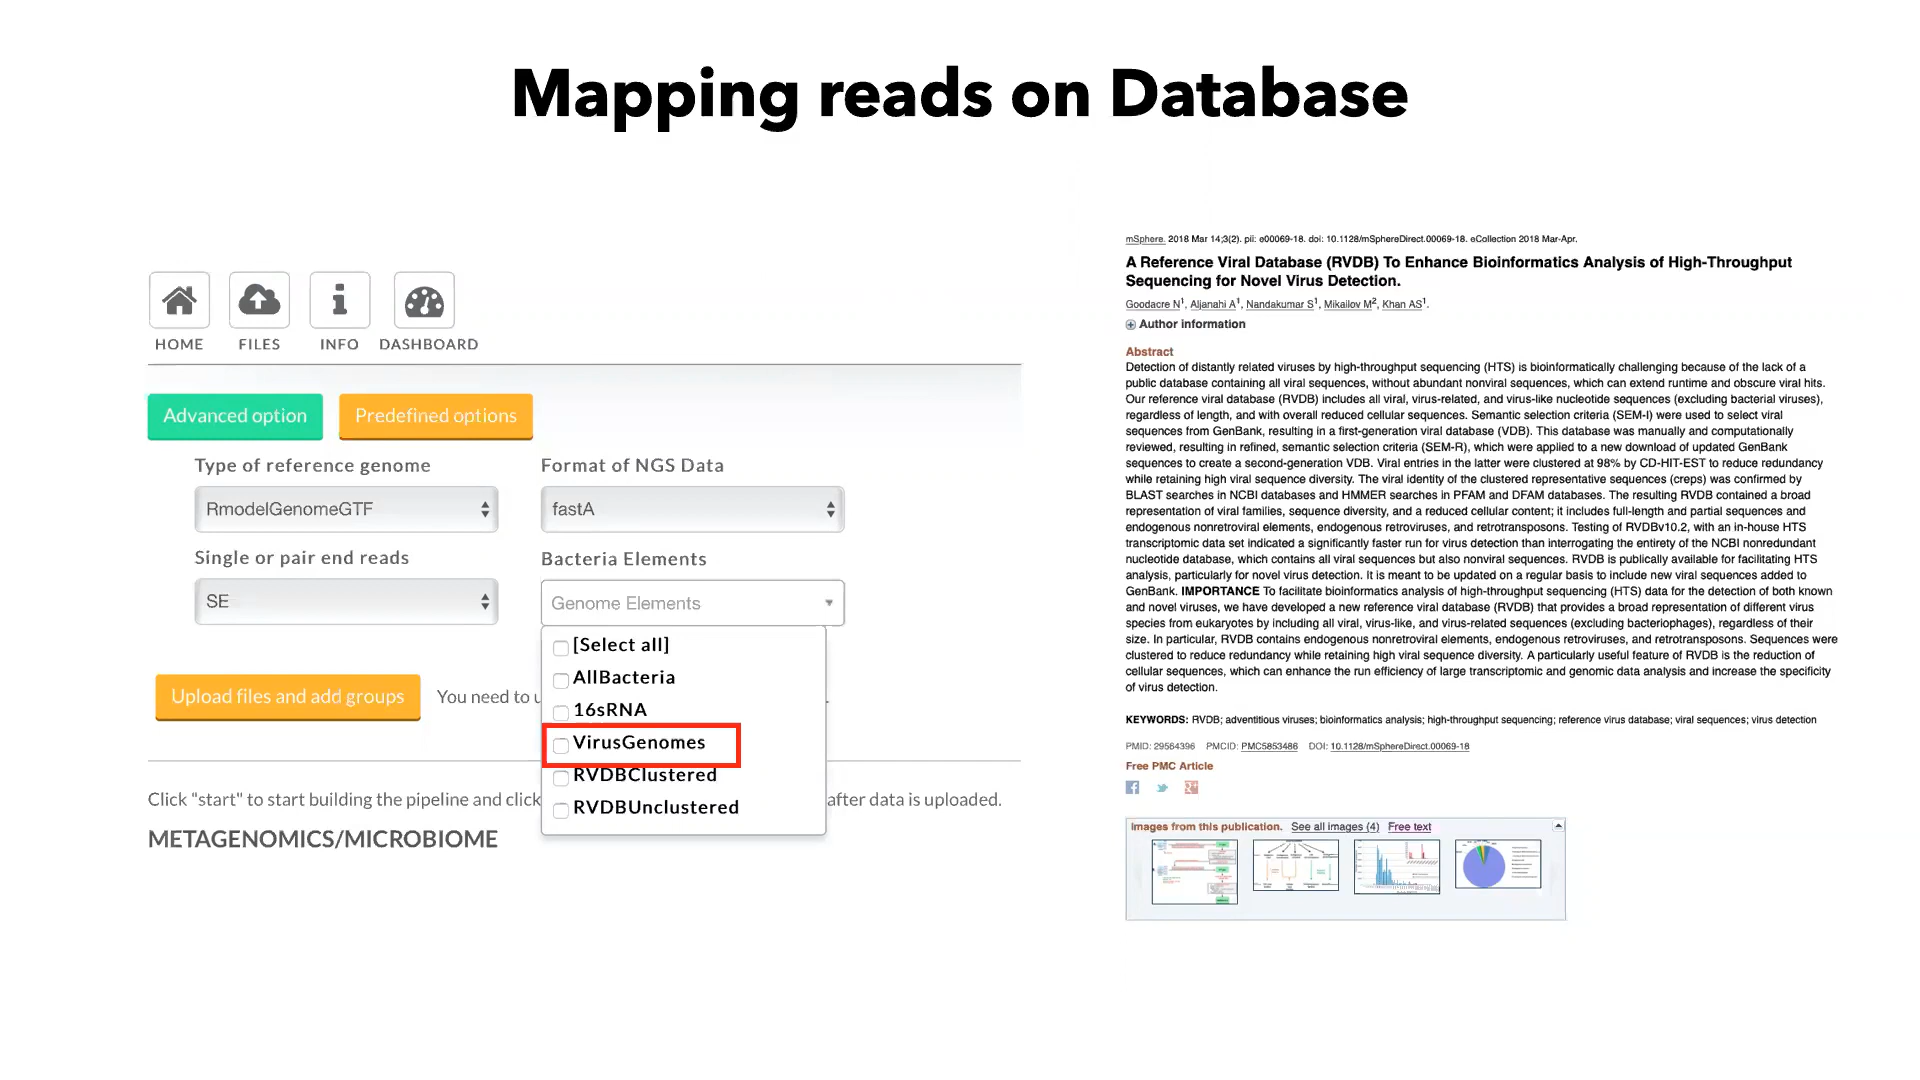 Mapping reads on Database
HOME FILES INFO DASHBOARD
Advanced option Predefined options
Type of reference genome Format of NGS Data
RmodelGenomeGTF fastA
Single or pair end reads Bacteria Elements
SE Genome Elements
[Select all]
AllBacteria
16sRNA
VirusGenomes
RVDBClustered
RVDBUnclustered
Upload files and add groups You need to
Click "start" to start building the pipeline and click after data is uploaded.
METAGENOMICS/MICROBIOME
mSphere. 2018 Mar 14;3(2). pii: e00069-18. doi: 10.1128/mSphereDirect.00069-18. eCollection 2018 Mar-Apr.
A Reference Viral Database (RVDB) To Enhance Bioinformatics Analysis of High-Throughput
Sequencing for Novel Virus Detection.
Goodacre N1, Aljanahi A1, Nandakumar S1, Mikailov M2, Khan AS1.
Author information
Abstract
Detection of distantly related viruses by high-throughput sequencing (HTS) is bioinformatically challenging because of the lack of a
public database containing all viral sequences, without abundant nonviral sequences, which can extend runtime and obscure viral hits.
Our reference viral database (RVDB) includes all viral, virus-related, and virus-like nucleotide sequences (excluding bacterial viruses),
regardless of length, and with overall reduced cellular sequences. Semantic selection criteria (SEM-I) were used to select viral
sequences from GenBank, resulting in a first-generation viral database (VDB). This database was manually and computationally
reviewed, resulting in refined, semantic selection criteria (SEM-R), which were applied to a new download of updated GenBank
sequences to create a second-generation VDB. Viral entries in the latter were clustered at 98% by CD-HIT-EST to reduce redundancy
while retaining high viral sequence diversity. The viral identity of the clustered representative sequences (creps) was confirmed by
BLAST searches in NCBI databases and HMMER searches in PFAM and DFAM databases. The resulting RVDB contained a broad
representation of viral families, sequence diversity, and a reduced cellular content; it includes full-length and partial sequences and
endogenous nonretroviral elements, endogenous retroviruses, and retrotransposons. Testing of RVDBv10.2, with an in-house HTS
transcriptomic data set indicated a significantly faster run for virus detection than interrogating the entirety of the NCBI nonredundant
nucleotide database, which contains all viral sequences but also nonviral sequences. RVDB is publically available for facilitating HTS
analysis, particularly for novel virus detection. It is meant to be updated on a regular basis to include new viral sequences added to
GenBank. IMPORTANCE To facilitate bioinformatics analysis of high-throughput sequencing (HTS) data for the detection of both known
and novel viruses, we have developed a new reference viral database (RVDB) that provides a broad representation of different virus
species from eukaryotes by including all viral, virus-like, and virus-related sequences (excluding bacteriophages), regardless of their
size. In particular, RVDB contains endogenous nonretroviral elements, endogenous retroviruses, and retrotransposons. Sequences were
clustered to reduce redundancy while retaining high viral sequence diversity. A particularly useful feature of RVDB is the reduction of
cellular sequences, which can enhance the run efficiency of large transcriptomic and genomic data analysis and increase the specificity
of virus detection.
KEYWORDS: RVDB; adventitious viruses; bioinformatics analysis; high-throughput sequencing; reference virus database; viral sequences; virus detection
PMID: 29564396 PMCID: PMC5853486 DOI: 10.1128/mSphereDirect.00069-18
Free PMC Article
Images from this publication. See all images (4) Free text